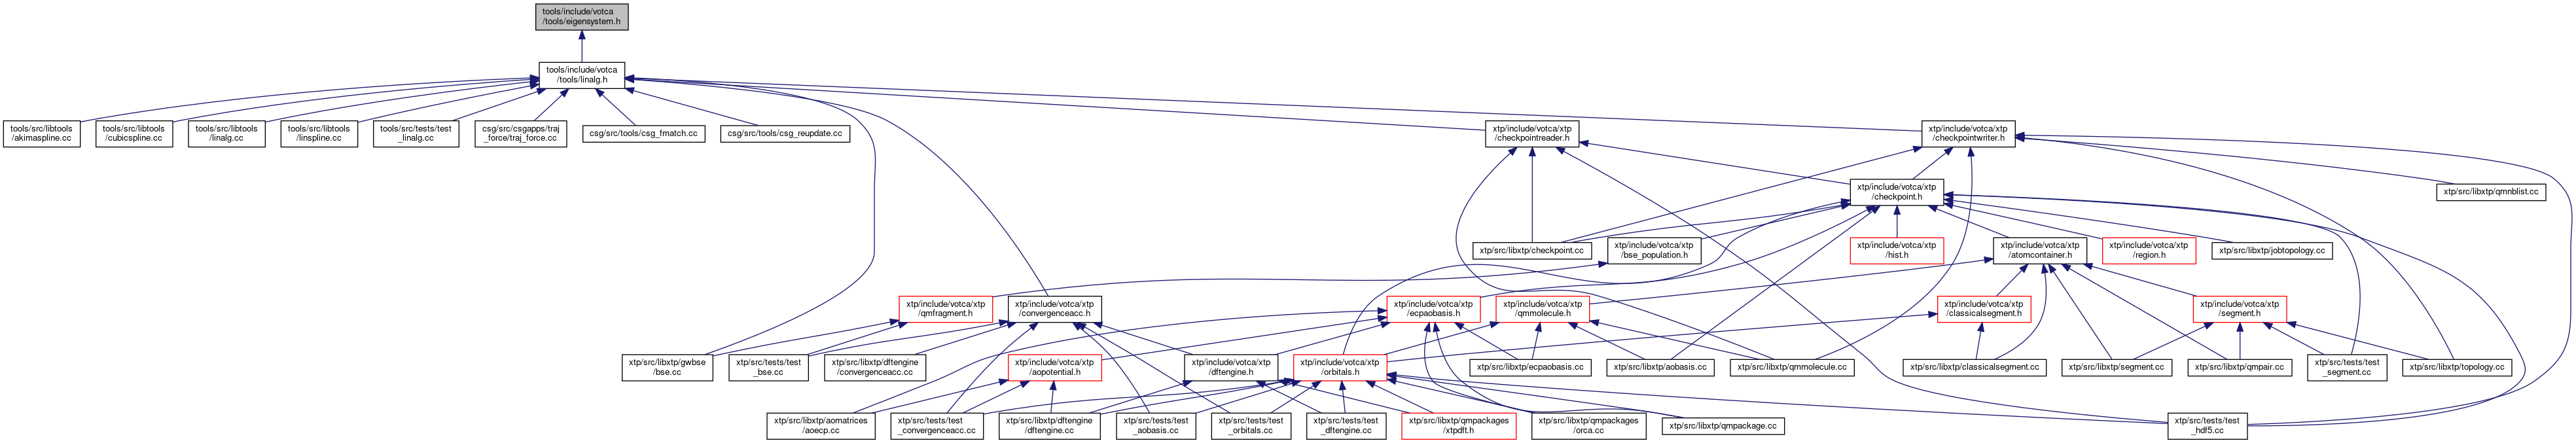 tools/include/votca
/tools/eigensystem.h
tools/include/votca
/tools/linalg.h
tools/src/libtools
/akimaspline.cc
tools/src/libtools
/cubicspline.cc
tools/src/libtools
/linalg.cc
tools/src/libtools
/linspline.cc
tools/src/tests/test
_linalg.cc
csg/src/csgapps/traj
_force/traj_force.cc
csg/src/tools/csg_fmatch.cc
csg/src/tools/csg_reupdate.cc
xtp/include/votca/xtp
/checkpointreader.h
xtp/include/votca/xtp
/checkpointwriter.h
xtp/include/votca/xtp
/checkpoint.h
xtp/src/libxtp/qmnblist.cc
xtp/src/libxtp/checkpoint.cc
xtp/include/votca/xtp
/bse_population.h
xtp/include/votca/xtp
/hist.h
xtp/include/votca/xtp
/atomcontainer.h
xtp/include/votca/xtp
/region.h
xtp/src/libxtp/jobtopology.cc
xtp/include/votca/xtp
/qmfragment.h
xtp/include/votca/xtp
/convergenceacc.h
xtp/include/votca/xtp
/ecpaobasis.h
xtp/include/votca/xtp
/qmmolecule.h
xtp/include/votca/xtp
/classicalsegment.h
xtp/include/votca/xtp
/segment.h
xtp/src/libxtp/gwbse
/bse.cc
xtp/src/tests/test
_bse.cc
xtp/src/libxtp/dftengine
/convergenceacc.cc
xtp/include/votca/xtp
/aopotential.h
xtp/include/votca/xtp
/dftengine.h
xtp/include/votca/xtp
/orbitals.h
xtp/src/libxtp/ecpaobasis.cc
xtp/src/libxtp/aobasis.cc
xtp/src/libxtp/qmmolecule.cc
xtp/src/libxtp/classicalsegment.cc
xtp/src/libxtp/segment.cc
xtp/src/libxtp/qmpair.cc
xtp/src/tests/test
_segment.cc
xtp/src/libxtp/topology.cc
xtp/src/libxtp/aomatrices
/aoecp.cc
xtp/src/tests/test
_convergenceacc.cc
xtp/src/libxtp/dftengine
/dftengine.cc
xtp/src/tests/test
_aobasis.cc
xtp/src/tests/test
_orbitals.cc
xtp/src/tests/test
_dftengine.cc
xtp/src/libxtp/qmpackages
/xtpdft.h
xtp/src/libxtp/qmpackages
/orca.cc
xtp/src/libxtp/qmpackage.cc
xtp/src/tests/test
_hdf5.cc